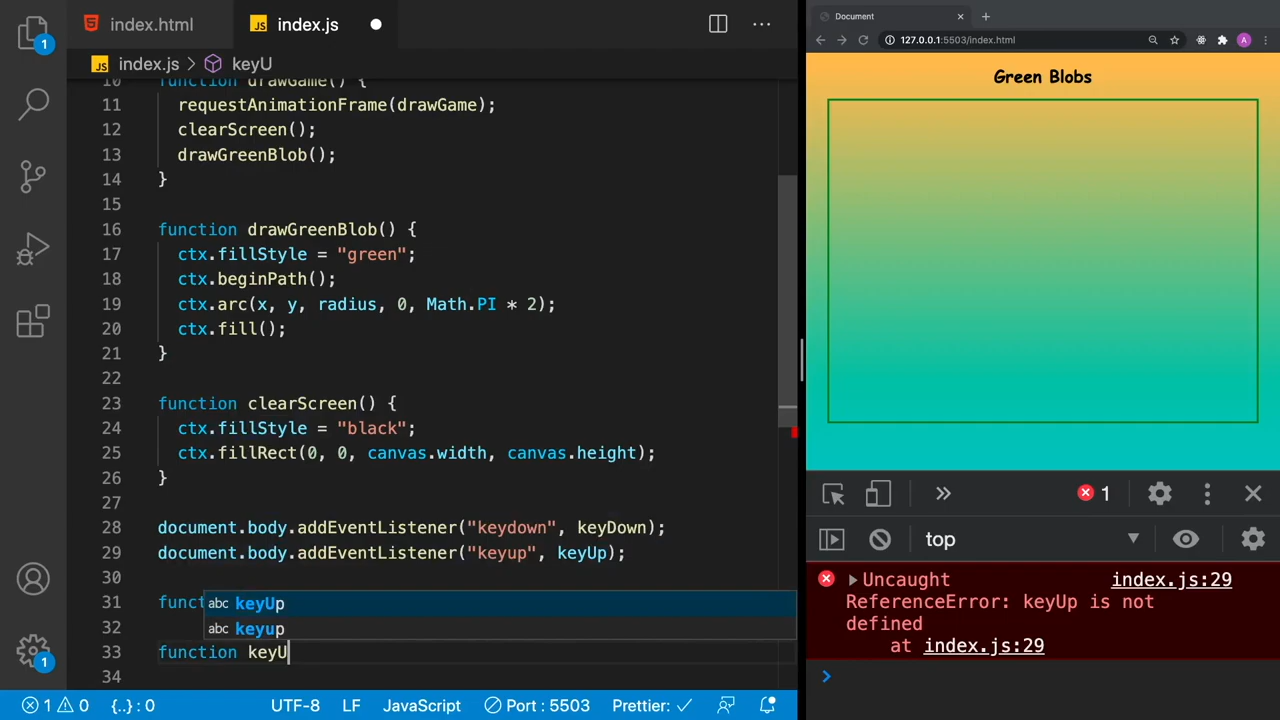 index.html
index.js
index.js > keyU
10 function drawGame() {
11 requestAnimationFrame(drawGame);
12 clearScreen();
13 drawGreenBlob();
14 }
15
16 function drawGreenBlob() {
17 ctx.fillStyle = "green";
18 ctx.beginPath();
19 ctx.arc(x, y, radius, 0, Math.PI * 2);
20 ctx.fill();
21 }
22
23 function clearScreen() {
24 ctx.fillStyle = "black";
25 ctx.fillRect(0, 0, canvas.width, canvas.height);
26 }
27
28 document.body.addEventListener("keydown", keyDown);
29 document.body.addEventListener("keyup", keyUp);
30
31 funct
abc keyUp
32
abc keyup
33 function keyU
34
1
1
1 0 {..} : 0 UTF-8 LF JavaScript Port : 5503 Prettier: ✓
Document
127.0.0.1:5503/index.html
A
Green Blobs
1
top
Uncaught index.js:29
ReferenceError: keyUp is not
defined
at index.js:29